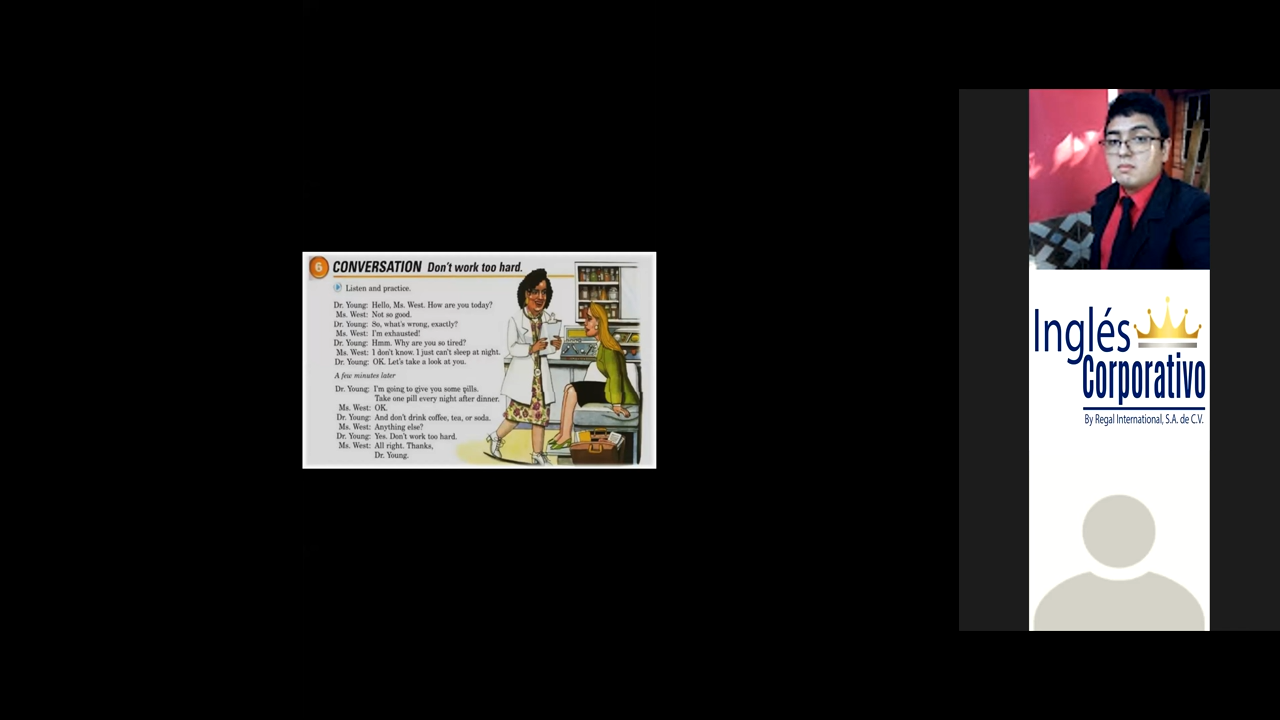 6 CONVERSATION Don't work too hard.
Listen and practice.
Dr. Young: Hello, Ms. West. How are you today?
Ms. West: Not so good.
Dr. Young: So, what's wrong, exactly?
Ms. West: I'm exhausted!
Dr. Young: Hmm. Why are you so tired?
Ms. West: I don't know. I just can't sleep at night.
Dr. Young: OK. Let's take a look at you.
A few minutes later
Dr. Young: I'm going to give you some pills.
Take one pill every night after dinner.
Ms. West: OK.
Dr. Young: And don't drink coffee, tea, or soda.
Ms. West: Anything else?
Dr. Young: Yes. Don't work too hard.
Ms. West: All right. Thanks,
Dr. Young.
Inglés
Corporativo
By Regal International, S.A. de C.V.